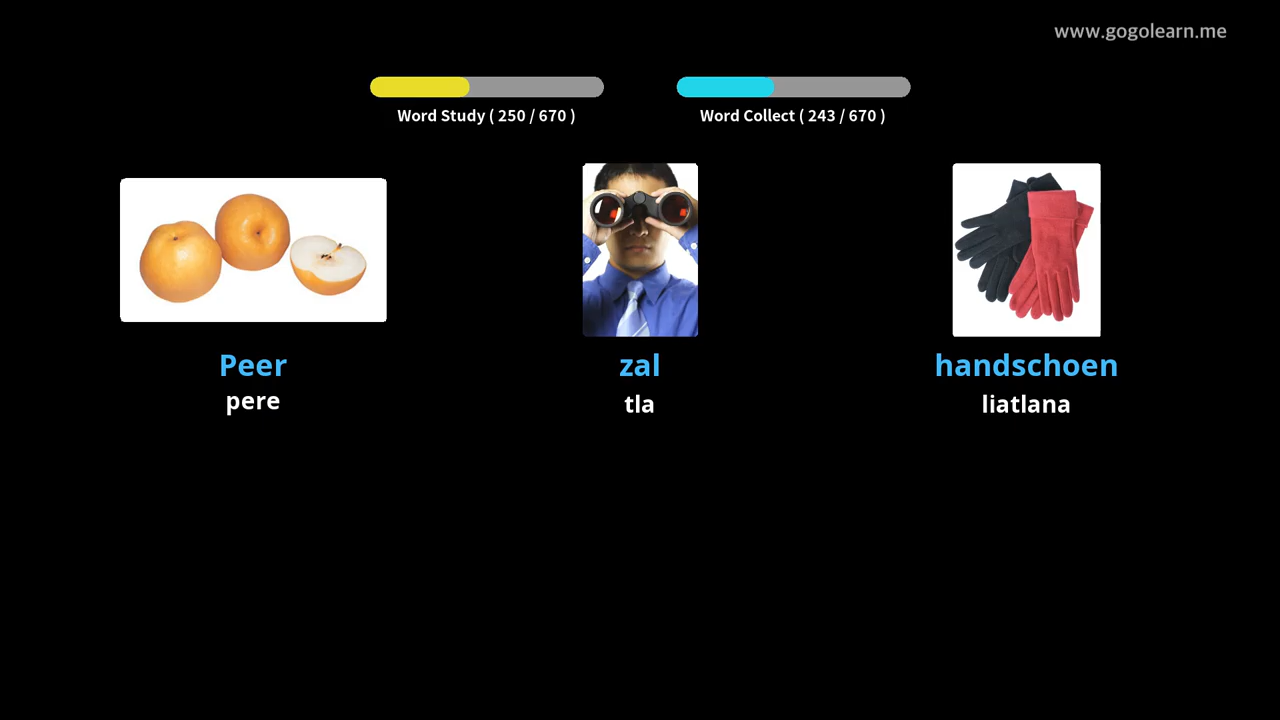 www.gogolearn.me
Word Study ( 250 / 670 )
Word Collect ( 243 / 670 )
Peer
pere
zal
tla
handschoen
liatlana